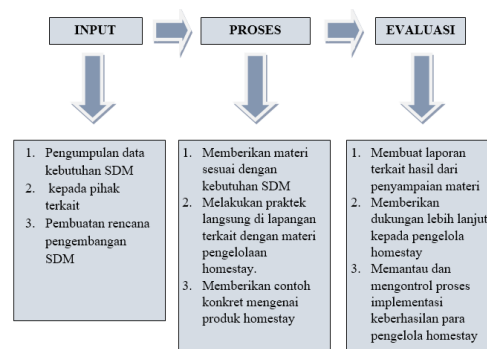 INPUT
PROSES
EVALUASI
1. Pengumpulan data
kebutuhan SDM
2. kepada pihak
terkait
3. Pembuatan rencana
pengembangan
SDM
1. Memberikan materi
sesuai dengan
kebutuhan SDM
2. Melakukan praktek
langsung di lapangan
terkait dengan materi
pengelolaan
homestay.
3. Memberikan contoh
konkret mengenai
produk homestay
1. Membuat laporan
terkait hasil dari
penyampaian materi
2. Memberikan
dukungan lebih lanjut
kepada pengelola
homestay
3. Memantau dan
mengontrol proses
implementasi
keberhasilan para
pengelola homestay